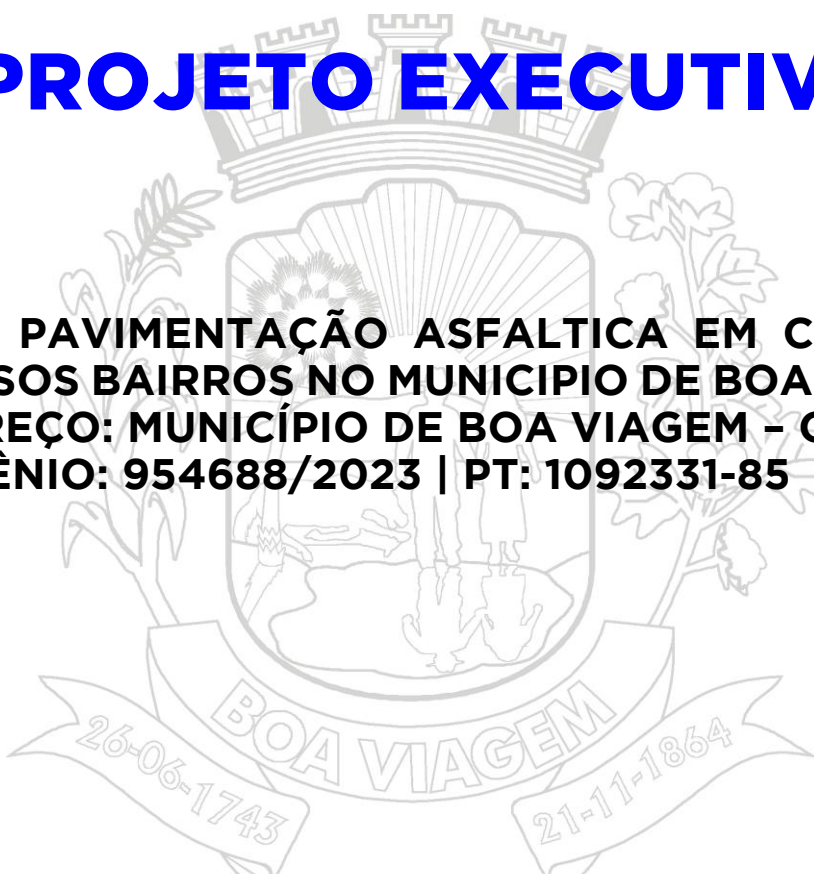 PROJETO EXECUTIV
PAVIMENTAÇÃO ASFALTICA EM C
SOS BAIRROS NO MUNICIPIO DE BOA
REÇO: MUNICÍPIO DE BOA VIAGEM – C
ÊNIO: 954688/2023 | PT: 1092331-85
BOA VIAGEM
26-06-1743
21-11-1864